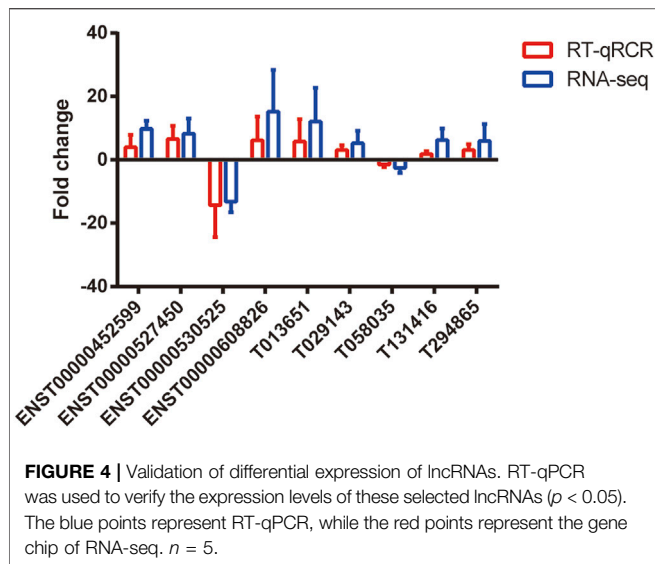 40
20
0
-20
-40
Fold change
RT-qRCR
RNA-seq
ENST00000452599
ENST00000527450
ENST00000530525
ENST00000608826
T013651
T029143
T058035
T131416
T294865
FIGURE 4 | Validation of differential expression of lncRNAs. RT-qPCR
was used to verify the expression levels of these selected lncRNAs (p < 0.05).
The blue points represent RT-qPCR, while the red points represent the gene
chip of RNA-seq. n = 5.